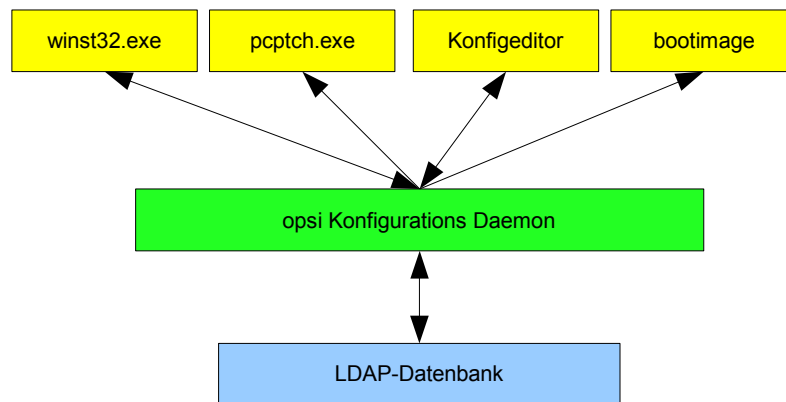 winst32.exe
pcptch.exe
Konfigeditor
bootimage
opsi Konfigurations Daemon
LDAP-Datenbank